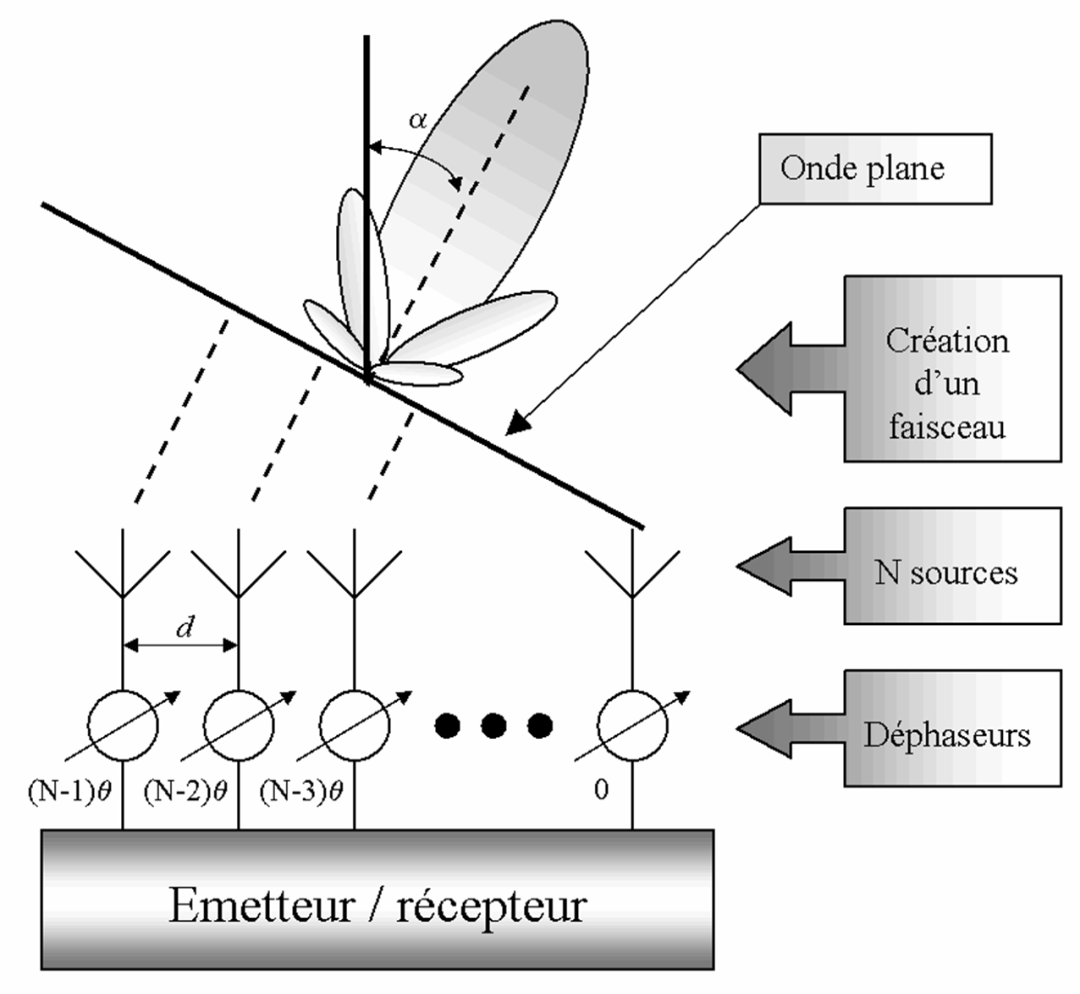 α
Onde plane
Création
d’un
faisceau
N sources
d
Déphaseurs
(N-1)θ (N-2)θ (N-3)θ 0
Emetteur / récepteur